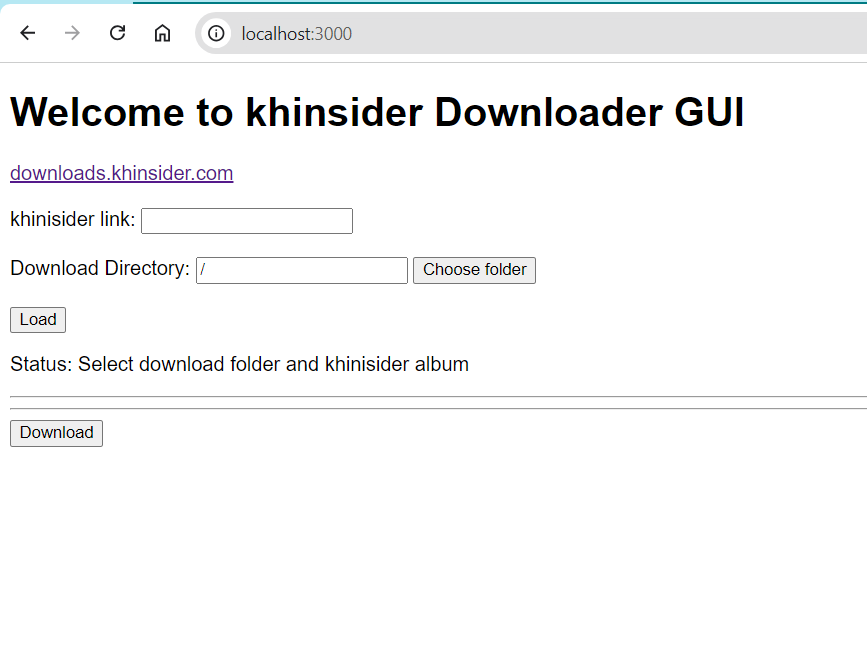 localhost:3000
Welcome to khinsider Downloader GUI
downloads.khinsider.com
khinisider link:
Download Directory: / Choose folder
Load
Status: Select download folder and khinisider album
Download